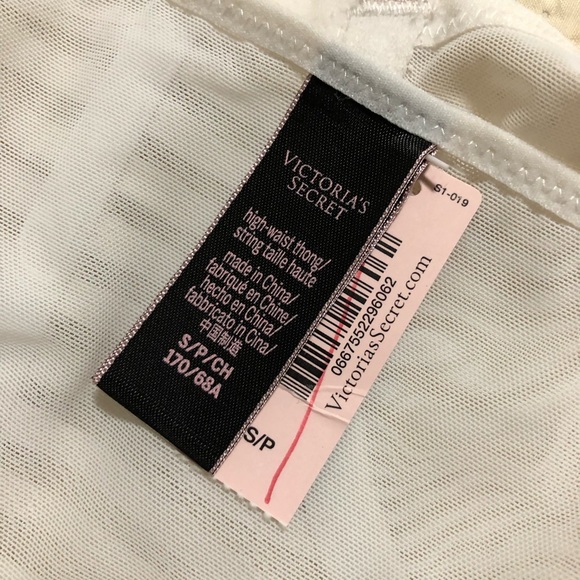 VICTORIA'S
SECRET
high-waist thong/
string taille haute
made in China/
fabriqué en Chine/
hecho en China/
fabbricato in Cina/
中国制造
S/P/CH
170/68A
S1-019
0667552296062
VictoriasSecret.com
S/P